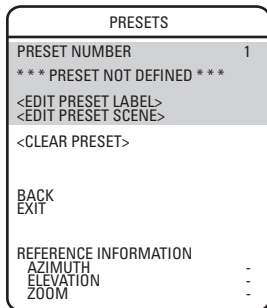 PRESETS
PRESET NUMBER 1
* * * PRESET NOT DEFINED * * *
<EDIT PRESET LABEL>
<EDIT PRESET SCENE>
<CLEAR PRESET>
BACK
EXIT
REFERENCE INFORMATION
AZIMUTH -
ELEVATION -
ZOOM -